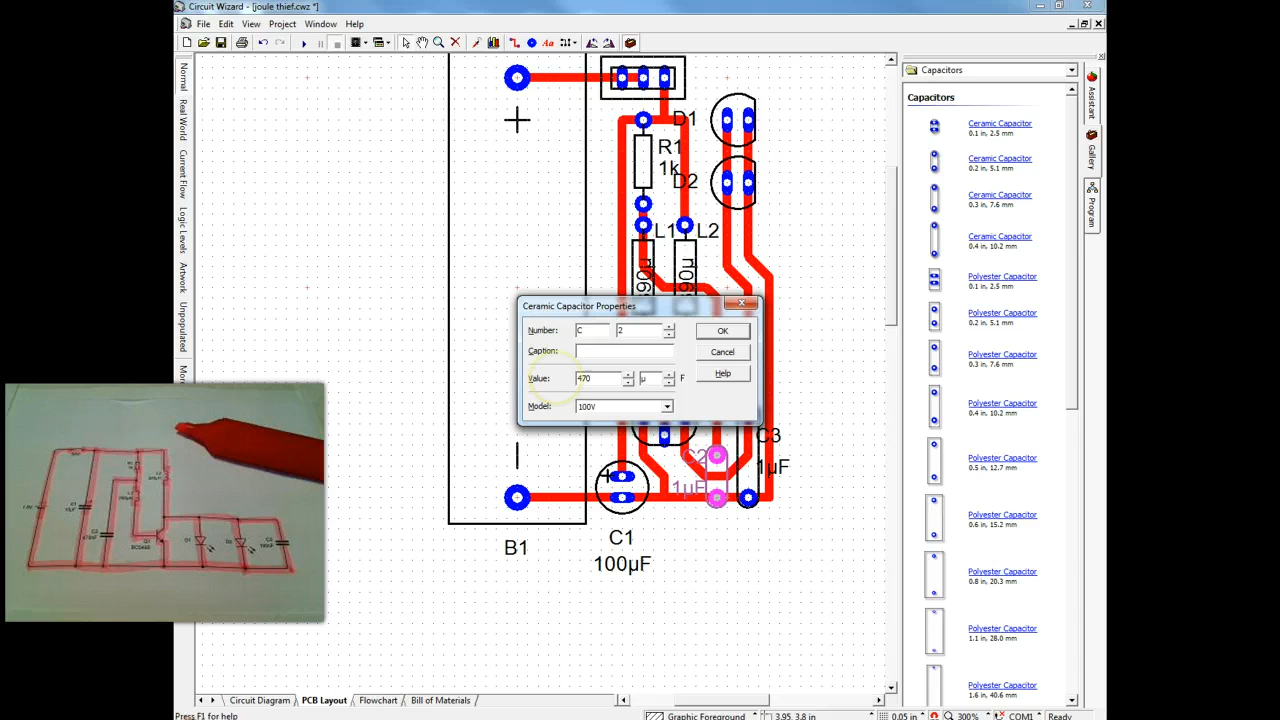 Circuit Wizard - [joule thief.cwz *]
File Edit View Project Window Help
Aa
Normal
Real World
Current Flow
Logic Levels
Artwork
Unpopulated
More
D1
R1
1k
D2
L1 L2
Ceramic Capacitor Properties
Number: C 2 OK
Caption: Cancel
Value: 470 µ F Help
Model: 100V
C3
1µF
C2
1µF
C1
100µF
B1
Capacitors
Capacitors
Ceramic Capacitor
0.1 in, 2.5 mm
Ceramic Capacitor
0.2 in, 5.1 mm
Ceramic Capacitor
0.3 in, 7.6 mm
Ceramic Capacitor
0.4 in, 10.2 mm
Polyester Capacitor
0.1 in, 2.5 mm
Polyester Capacitor
0.2 in, 5.1 mm
Polyester Capacitor
0.3 in, 7.6 mm
Polyester Capacitor
0.4 in, 10.2 mm
Polyester Capacitor
0.5 in, 12.7 mm
Polyester Capacitor
0.6 in, 15.2 mm
Polyester Capacitor
0.8 in, 20.3 mm
Polyester Capacitor
1.1 in, 28.0 mm
Polyester Capacitor
1.6 in, 40.6 mm
Assistant
Gallery
Program
Circuit Diagram PCB Layout Flowchart Bill of Materials
Press F1 for help Graphic Foreground 3.95, 3.8 in 0.05 in 300% COM1 Ready